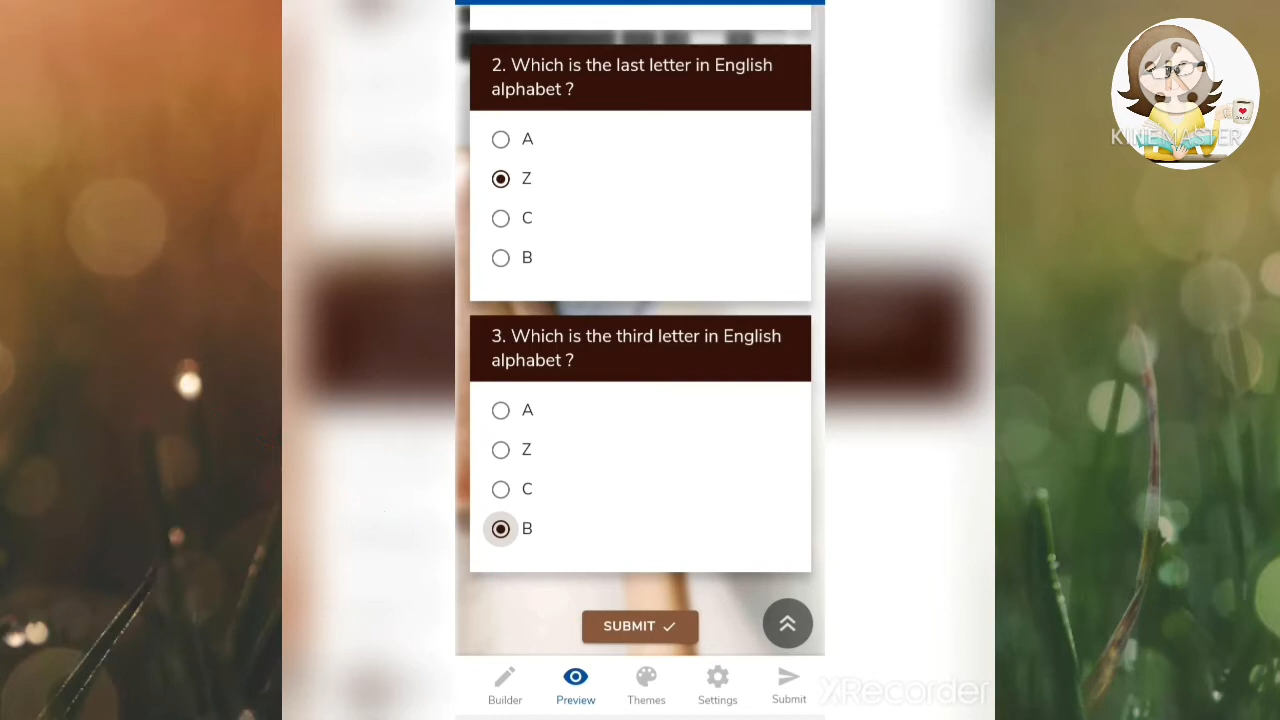 2. Which is the last letter in English
alphabet ?
A
Z
C
B
3. Which is the third letter in English
alphabet ?
A
Z
C
B
SUBMIT
Builder
Preview
Themes
Settings
Submit
KINEMASTER
XRecorder